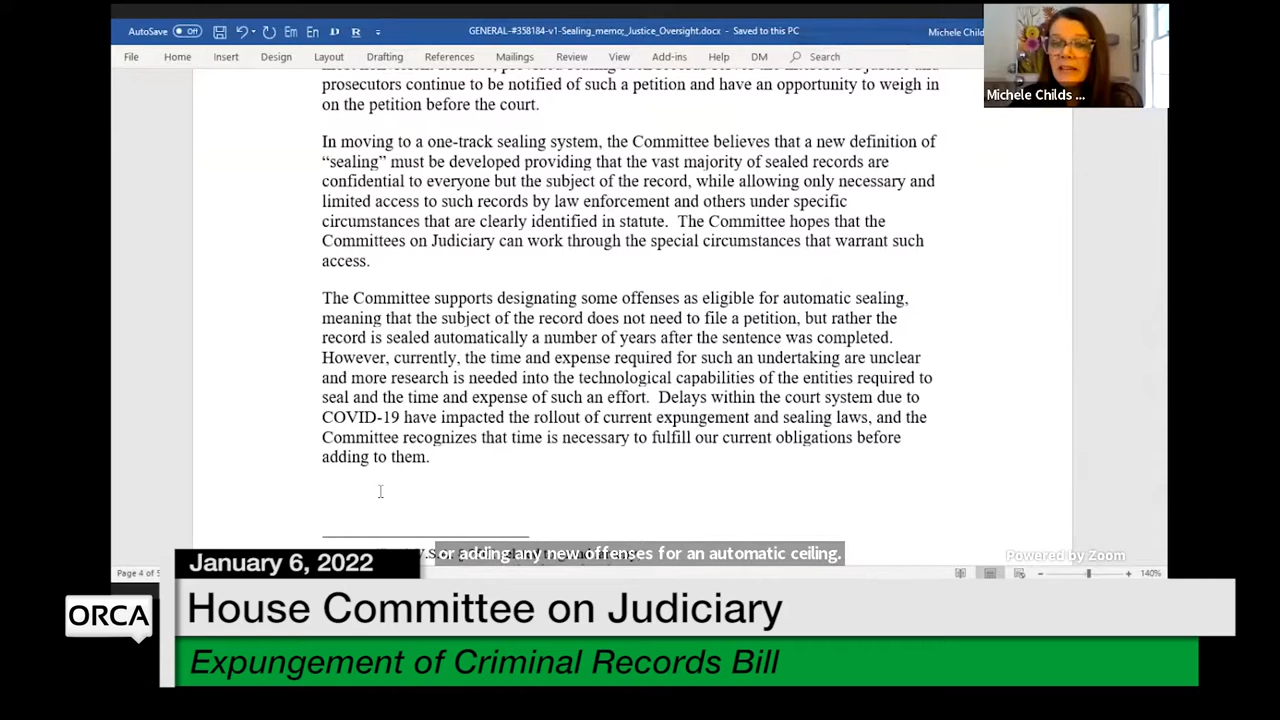 AutoSave Off Em En D R GENERAL-#358184-v1-Sealing_memo;_Justice_Oversight.docx - Saved to this PC Michele Child
File Home Insert Design Layout Drafting References Mailings Review View Add-ins Help DM Search
prosecutors continue to be notified of such a petition and have an opportunity to weigh in
on the petition before the court.
Michele Childs ...
In moving to a one-track sealing system, the Committee believes that a new definition of
“sealing” must be developed providing that the vast majority of sealed records are
confidential to everyone but the subject of the record, while allowing only necessary and
limited access to such records by law enforcement and others under specific
circumstances that are clearly identified in statute. The Committee hopes that the
Committees on Judiciary can work through the special circumstances that warrant such
access.
The Committee supports designating some offenses as eligible for automatic sealing,
meaning that the subject of the record does not need to file a petition, but rather the
record is sealed automatically a number of years after the sentence was completed.
However, currently, the time and expense required for such an undertaking are unclear
and more research is needed into the technological capabilities of the entities required to
seal and the time and expense of such an effort. Delays within the court system due to
COVID-19 have impacted the rollout of current expungement and sealing laws, and the
Committee recognizes that time is necessary to fulfill our current obligations before
adding to them.
or adding any new offenses for an automatic ceiling.
Powered by Zoom
Page 4 of 5
140%
January 6, 2022
ORCA
House Committee on Judiciary
Expungement of Criminal Records Bill